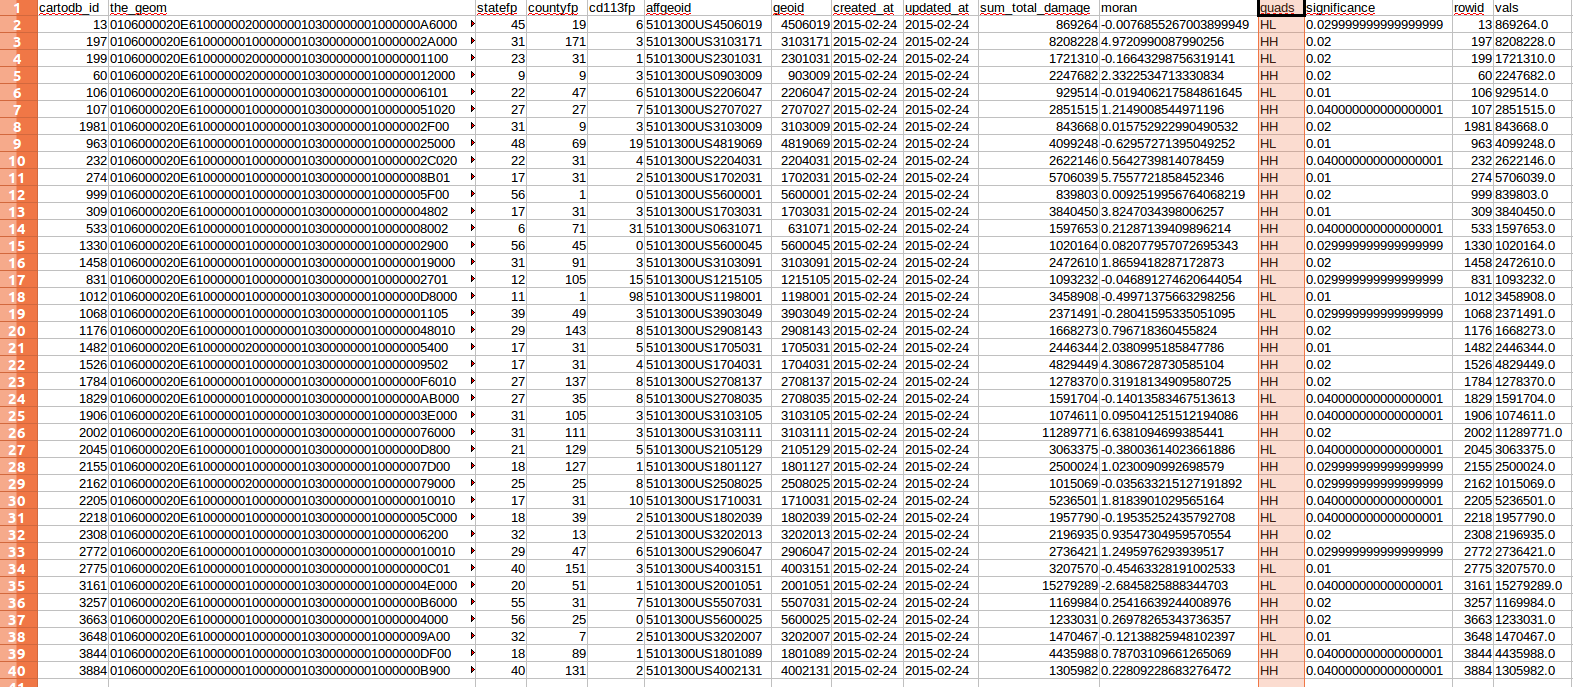 1 cartodb_id the_geom statefp countyfp cd113fp affgeoid geoid created_at updated_at sum_total_damage moran quads significance rowid vals
2 13 0106000020E61000000200000001030000000100000​0A6000 45 19 6 5101300US4506019 4506019 2015-02-24 2015-02-24 869264 -0.0076855267003899949 HL 0.029999999999999999 13 869264.0
3 197 0106000020E610000002000000010300000001000000​2A000 31 171 3 5101300US3103171 3103171 2015-02-24 2015-02-24 8208228 4.9720990087990256 HH 0.02 197 8208228.0
4 199 0106000020E6100000020000000103000000010000001100 23 31 1 5101300US2301031 2301031 2015-02-24 2015-02-24 1721310 -0.16643298756319141 HL 0.02 199 1721310.0
5 60 0106000020E61000000100000001030000000100000012000 9 9 3 5101300US0903009 903009 2015-02-24 2015-02-24 2247682 2.3322534713330834 HH 0.02 60 2247682.0
6 106 0106000020E6100000010000000103000000010000006101 22 47 6 5101300US2206047 2206047 2015-02-24 2015-02-24 929514 -0.019406217584861645 HL 0.01 106 929514.0
7 107 0106000020E61000000100000001030000000100000051020 27 27 7 5101300US2707027 2707027 2015-02-24 2015-02-24 2851515 1.2149008544971196 HH 0.040000000000000001 107 2851515.0
8 1981 0106000020E6100000010000000103000000010000002F00 31 9 3 5101300US3103009 3103009 2015-02-24 2015-02-24 843668 0.015752922990490532 HH 0.02 1981 843668.0
9 963 0106000020E61000000100000001030000000100000025000 48 69 19 5101300US4819069 4819069 2015-02-24 2015-02-24 4099248 -0.62957271395049252 HL 0.01 963 4099248.0
10 232 0106000020E6100000010000000103000000010000002C020 22 31 4 5101300US2204031 2204031 2015-02-24 2015-02-24 2622146 0.5642739814078459 HH 0.040000000000000001 232 2622146.0
11 274 0106000020E6100000010000000103000000010000008B01 17 31 2 5101300US1702031 1702031 2015-02-24 2015-02-24 5706039 5.7557721858452346 HH 0.01 274 5706039.0
12 999 0106000020E6100000010000000103000000010000005F00 56 1 0 5101300US5600001 5600001 2015-02-24 2015-02-24 839803 0.0092519956764068219 HH 0.02 999 839803.0
13 309 0106000020E6100000010000000103000000010000004802 17 31 3 5101300US1703031 1703031 2015-02-24 2015-02-24 3840450 3.8247034398006257 HH 0.01 309 3840450.0
14 533 0106000020E6100000010000000103000000010000008002 6 71 31 5101300US0631071 631071 2015-02-24 2015-02-24 1597653 0.21287139409896214 HH 0.040000000000000001 533 1597653.0
15 1330 0106000020E6100000010000000103000000010000002900 56 45 0 5101300US5600045 5600045 2015-02-24 2015-02-24 1020164 0.082077957072695343 HH 0.029999999999999999 1330 1020164.0
16 1458 0106000020E61000000100000001030000000100000019000 31 91 3 5101300US3103091 3103091 2015-02-24 2015-02-24 2472610 1.8659418287172873 HH 0.02 1458 2472610.0
17 831 0106000020E6100000010000000103000000010000002701 12 105 15 5101300US1215105 1215105 2015-02-24 2015-02-24 1093232 -0.046891274620644054 HL 0.029999999999999999 831 1093232.0
18 1012 0106000020E610000001000000010300000001000000D8000 11 1 98 5101300US1198001 1198001 2015-02-24 2015-02-24 3458908 -0.49971375663298256 HL 0.01 1012 3458908.0
19 1068 0106000020E6100000010000000103000000010000001105 39 49 3 5101300US3903049 3903049 2015-02-24 2015-02-24 2371491 -0.28041595335051095 HL 0.029999999999999999 1068 2371491.0
20 1176 0106000020E61000000100000001030000000100000048010 29 143 8 5101300US2908143 2908143 2015-02-24 2015-02-24 1668273 0.796718360455824 HH 0.02 1176 1668273.0
21 1482 0106000020E6100000020000000103000000010000005400 17 31 5 5101300US1705031 1705031 2015-02-24 2015-02-24 2446344 2.0380995185847786 HH 0.01 1482 2446344.0
22 1526 0106000020E6100000010000000103000000010000009502 17 31 4 5101300US1704031 1704031 2015-02-24 2015-02-24 4829449 4.3086728730585104 HH 0.02 1526 4829449.0
23 1784 0106000020E610000001000000010300000001000000F6010 27 137 8 5101300US2708137 2708137 2015-02-24 2015-02-24 1278370 0.31918134909580725 HH 0.02 1784 1278370.0
24 1829 0106000020E610000001000000010300000001000000AB000 27 35 8 5101300US2708035 2708035 2015-02-24 2015-02-24 1591704 -0.14013583467513613 HL 0.040000000000000001 1829 1591704.0
25 1906 0106000020E6100000010000000103000000010000003E000 31 105 3 5101300US3103105 3103105 2015-02-24 2015-02-24 1074611 0.095041251512194086 HH 0.040000000000000001 1906 1074611.0
26 2002 0106000020E61000000100000001030000000100000076000 31 111 3 5101300US3103111 3103111 2015-02-24 2015-02-24 11289771 6.6381094699385441 HH 0.02 2002 11289771.0
27 2045 0106000020E610000001000000010300000001000000D800 21 129 5 5101300US2105129 2105129 2015-02-24 2015-02-24 3063375 -0.38003614023661886 HL 0.040000000000000001 2045 3063375.0
28 2155 0106000020E6100000010000000103000000010000007D00 18 127 1 5101300US1801127 1801127 2015-02-24 2015-02-24 2500024 1.0230090992698579 HH 0.029999999999999999 2155 2500024.0
29 2162 0106000020E61000000200000001030000000100000079000 25 25 8 5101300US2508025 2508025 2015-02-24 2015-02-24 1015069 -0.035633215127191892 HL 0.029999999999999999 2162 1015069.0
30 2205 0106000020E61000000100000001030000000100000010010 17 31 10 5101300US1710031 1710031 2015-02-24 2015-02-24 5236501 1.8183901029565164 HH 0.040000000000000001 2205 5236501.0
31 2218 0106000020E6100000010000000103000000010000005C000 18 39 2 5101300US1802039 1802039 2015-02-24 2015-02-24 1957790 -0.19535252435792708 HL 0.040000000000000001 2218 1957790.0
32 2308 0106000020E6100000010000000103000000010000006200 32 13 2 5101300US3202013 3202013 2015-02-24 2015-02-24 2196935 0.93547304959570554 HH 0.02 2308 2196935.0
33 2772 0106000020E61000000100000001030000000100000010010 29 47 6 5101300US2906047 2906047 2015-02-24 2015-02-24 2736421 1.2495976293939517 HH 0.029999999999999999 2772 2736421.0
34 2775 0106000020E610000001000000010300000001000000C01 40 151 3 5101300US4003151 4003151 2015-02-24 2015-02-24 3207570 -0.45463328191002533 HL 0.01 2775 3207570.0
35 3161 0106000020E6100000010000000103000000010000004E000 20 51 1 5101300US2001051 2001051 2015-02-24 2015-02-24 15279289 -2.6845825888344703 HL 0.040000000000000001 3161 15279289.0
36 3257 0106000020E610000001000000010300000001000000B6000 55 31 7 5101300US5507031 5507031 2015-02-24 2015-02-24 1169984 0.25416639244008976 HH 0.02 3257 1169984.0
37 3663 0106000020E6100000010000000103000000010000004000 56 25 0 5101300US5600025 5600025 2015-02-24 2015-02-24 1233031 0.26978265343736357 HH 0.02 3663 1233031.0
38 3648 0106000020E6100000010000000103000000010000009A00 32 7 2 5101300US3202007 3202007 2015-02-24 2015-02-24 1470467 -0.12138825948102397 HL 0.01 3648 1470467.0
39 3844 0106000020E610000001000000010300000001000000DF00 18 89 1 5101300US1801089 1801089 2015-02-24 2015-02-24 4435988 0.78703109661265069 HH 0.040000000000000001 3844 4435988.0
40 3884 0106000020E610000001000000010300000001000000B900 40 131 2 5101300US4002131 4002131 2015-02-24 2015-02-24 1305982 0.22809228683276472 HH 0.040000000000000001 3884 1305982.0